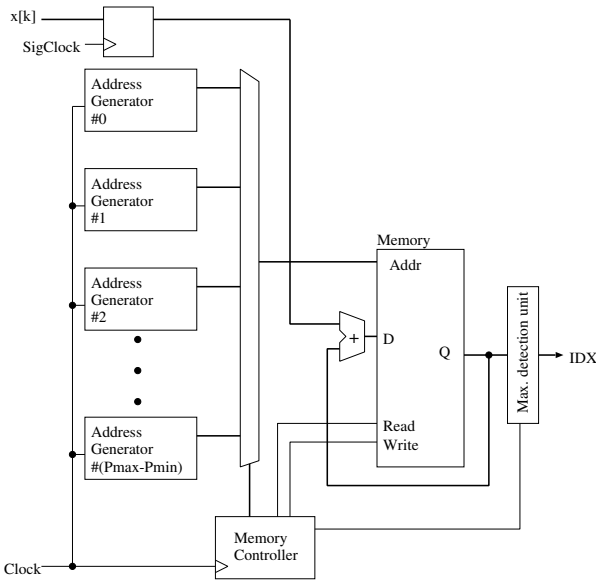 x[k]
SigClock
Address
Generator
#0
Address
Generator
#1
Address
Generator
#2
Address
Generator
#(Pmax-Pmin)
Memory
Addr
+
D
Q
Read
Write
Max. detection unit
IDX
Memory
Controller
Clock